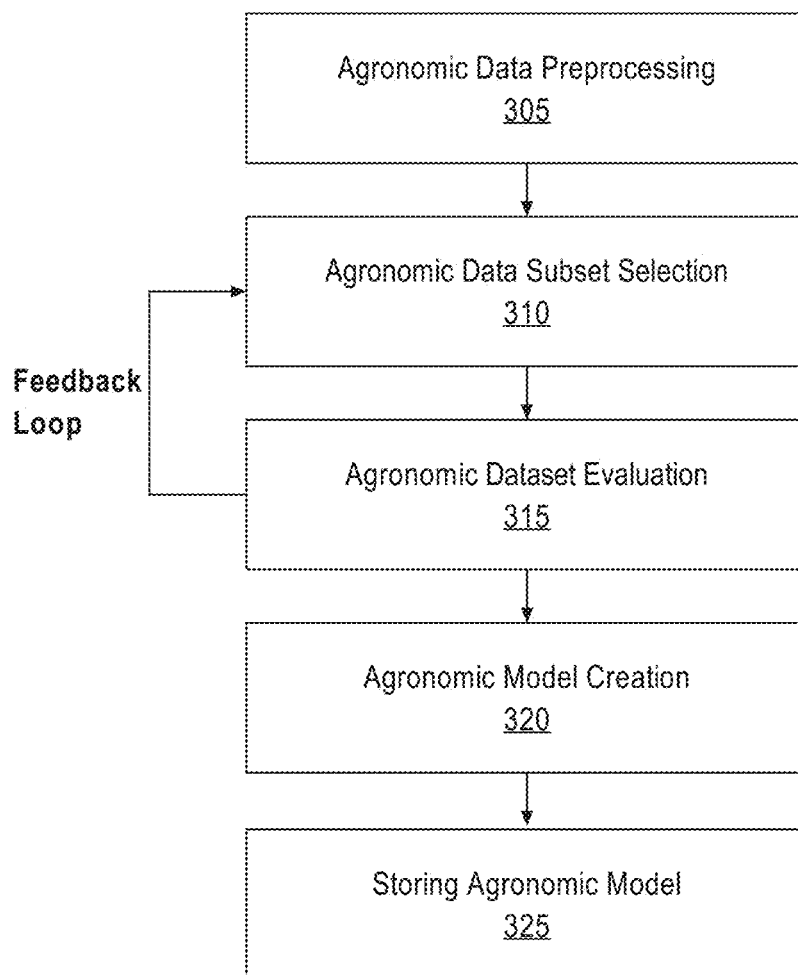 Agronomic Data Preprocessing
305
Agronomic Data Subset Selection
310
Feedback
Loop
Agronomic Dataset Evaluation
315
Agronomic Model Creation
320
Storing Agronomic Model
325